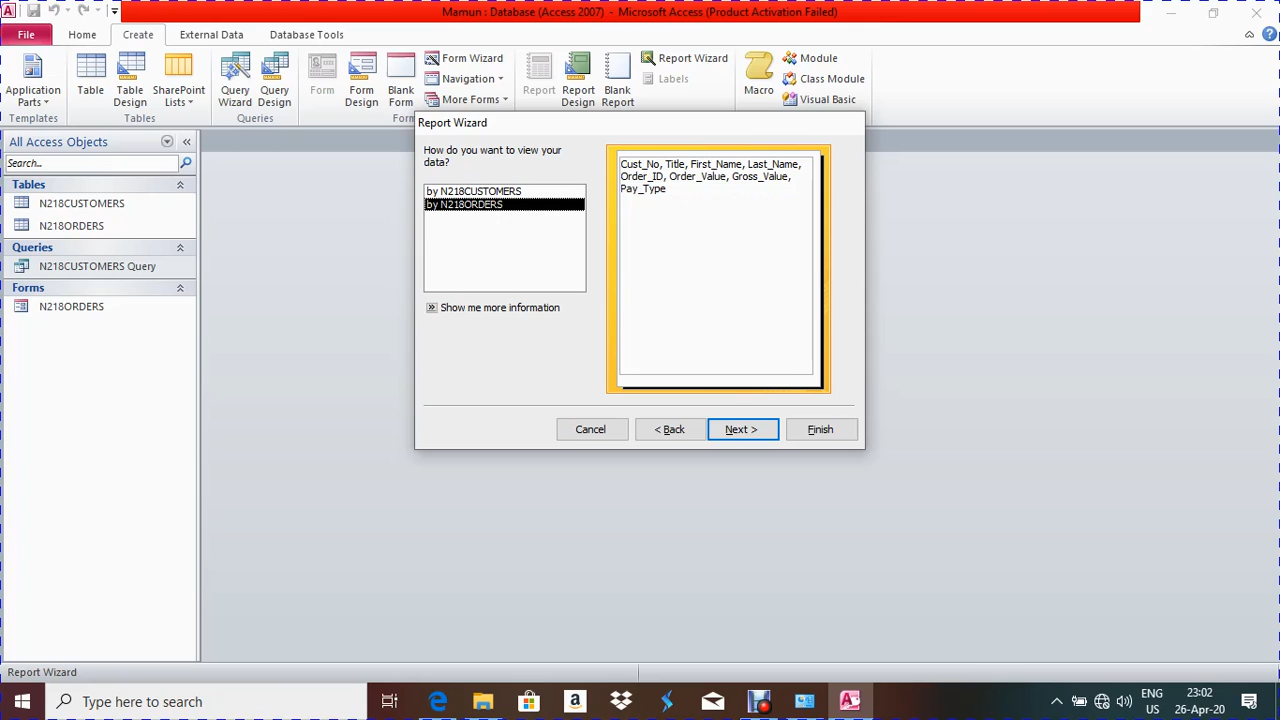 Mamun : Database (Access 2007) - Microsoft Access (Product Activation Failed)
File Home Create External Data Database Tools
Application Parts
Table
Table Design
SharePoint Lists
Query Wizard
Query Design
Form
Form Design
Blank Form
Form Wizard
Navigation
More Forms
Report
Report Design
Blank Report
Report Wizard
Labels
Macro
Module
Class Module
Visual Basic
Templates Tables Queries For
All Access Objects
Search...
Tables
N218CUSTOMERS
N218ORDERS
Queries
N218CUSTOMERS Query
Forms
N218ORDERS
Report Wizard
How do you want to view your
data?
by N218CUSTOMERS
by N218ORDERS
Show me more information
Cust_No, Title, First_Name, Last_Name,
Order_ID, Order_Value, Gross_Value,
Pay_Type
Cancel < Back Next > Finish
Report Wizard
Type here to search
ENG
US
23:02
26-Apr-20